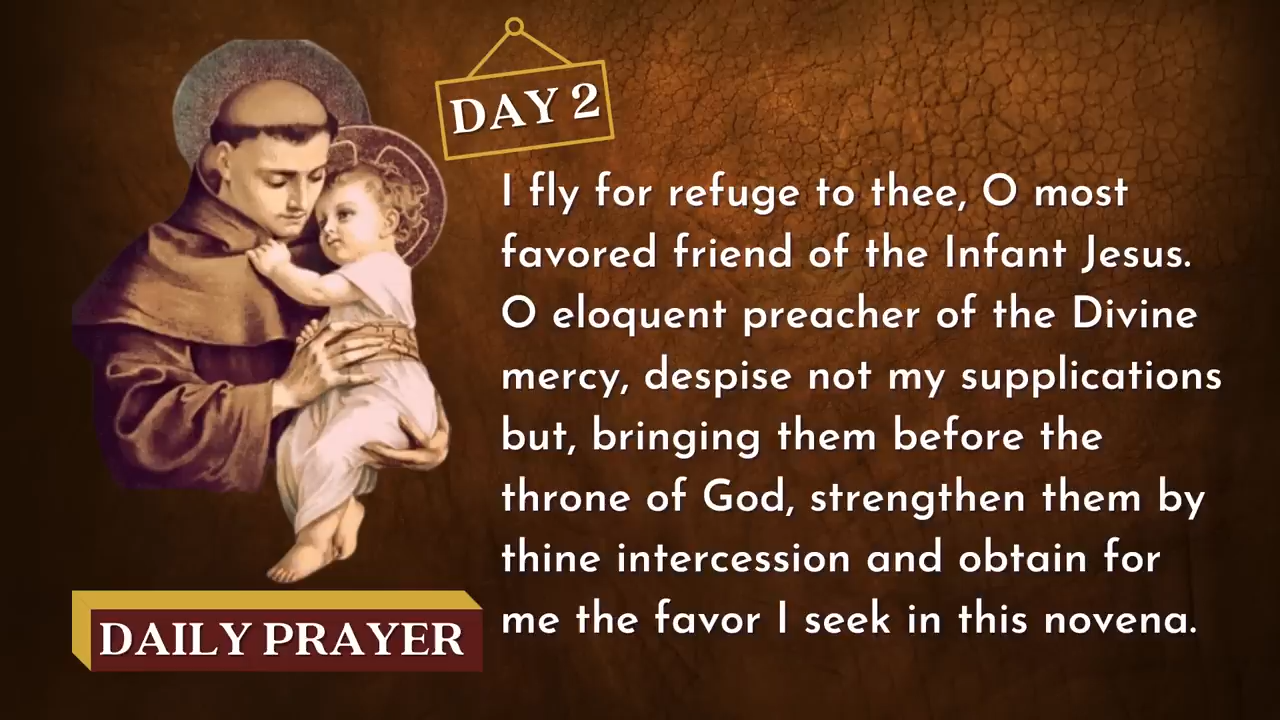 DAY 2
I fly for refuge to thee, O most
favored friend of the Infant Jesus.
O eloquent preacher of the Divine
mercy, despise not my supplications
but, bringing them before the
throne of God, strengthen them by
thine intercession and obtain for
me the favor I seek in this novena.
DAILY PRAYER